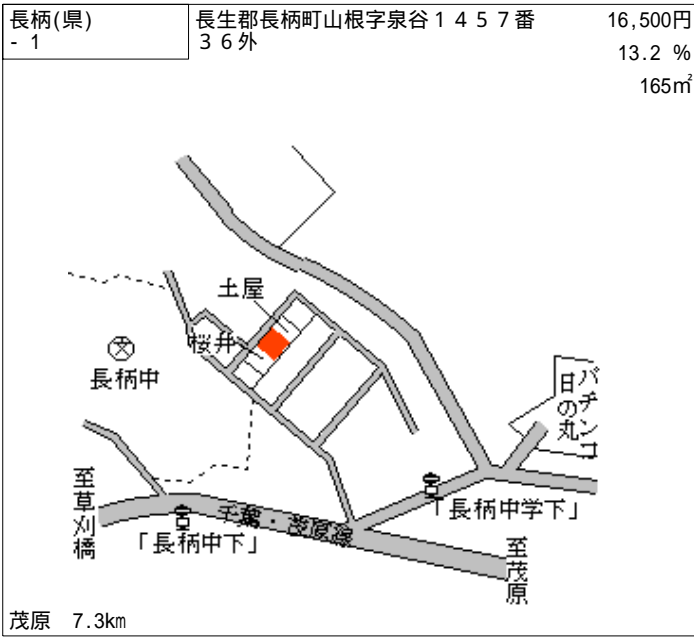 長柄(県)
- 1
長生郡長柄町山根字泉谷1457番
36外
16,500円
13.2 %
165㎡
土屋
桜井
長柄中
パチンコ
日の丸
「長柄中学下」
至草刈橋
千葉・茂原線
「長柄中下」
至茂原
茂原 7.3km